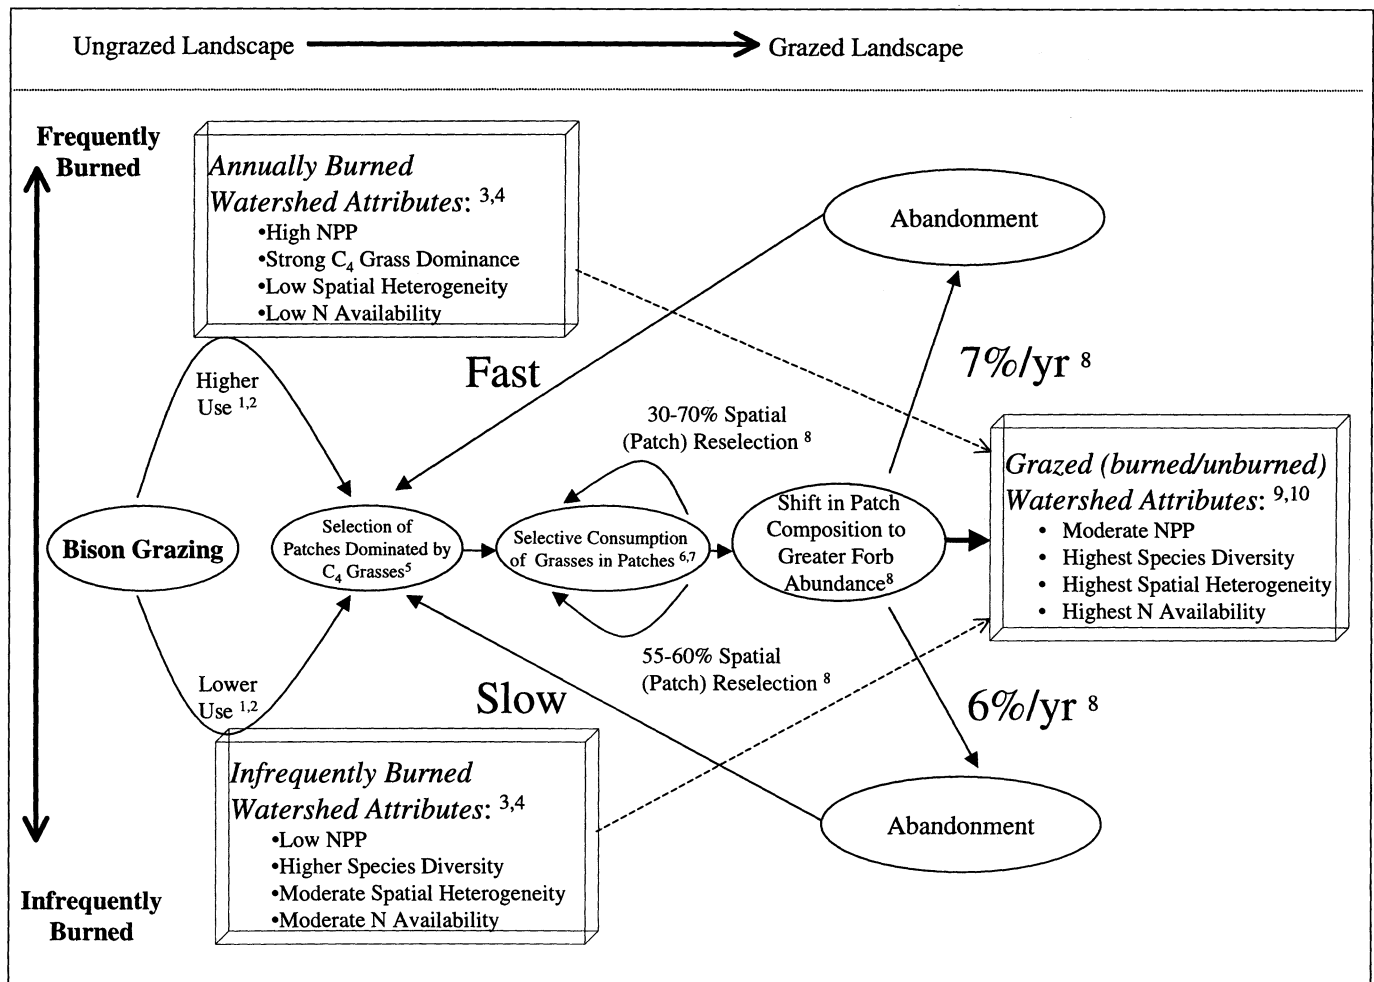 Ungrazed Landscape
Grazed Landscape
Frequently
Burned
Annually Burned
Watershed Attributes: 3,4
•High NPP
•Strong C4 Grass Dominance
•Low Spatial Heterogeneity
•Low N Availability
Abandonment
Higher
Use 1,2
Fast
7%/yr 8
30-70% Spatial
(Patch) Reselection 8
Bison Grazing
Selection of
Patches Dominated by
C4 Grasses5
Selective Consumption
of Grasses in Patches 6,7
Shift in Patch
Composition to
Greater Forb
Abundance8
Grazed (burned/unburned)
Watershed Attributes: 9,10
• Moderate NPP
• Highest Species Diversity
• Highest Spatial Heterogeneity
• Highest N Availability
55-60% Spatial
(Patch) Reselection 8
Lower
Use 1,2
Slow
6%/yr 8
Infrequently Burned
Watershed Attributes: 3,4
•Low NPP
•Higher Species Diversity
•Moderate Spatial Heterogeneity
•Moderate N Availability
Abandonment
Infrequently
Burned